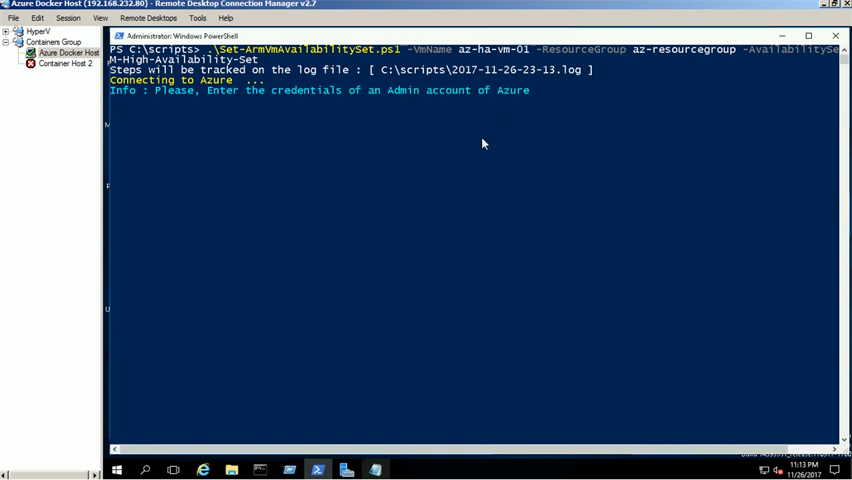 Azure Docker Host (192.168.232.80) - Remote Desktop Connection Manager v2.7
File Edit Session View Remote Desktops Tools Help
HyperV
Containers Group
Azure Docker Host
Container Host 2
Administrator: Windows PowerShell
PS C:\scripts> .\Set-ArmVmAvailabilitySet.ps1 -VmName az-ha-vm-01 -ResourceGroup az-resourcegroup -AvailabilitySe
M-High-Availability-Set
Steps will be tracked on the log file : [ C:\scripts\2017-11-26-23-13.log ]
Connecting to Azure ...
Info : Please, Enter the credentials of an Admin account of Azure
11:13 PM
11/26/2017